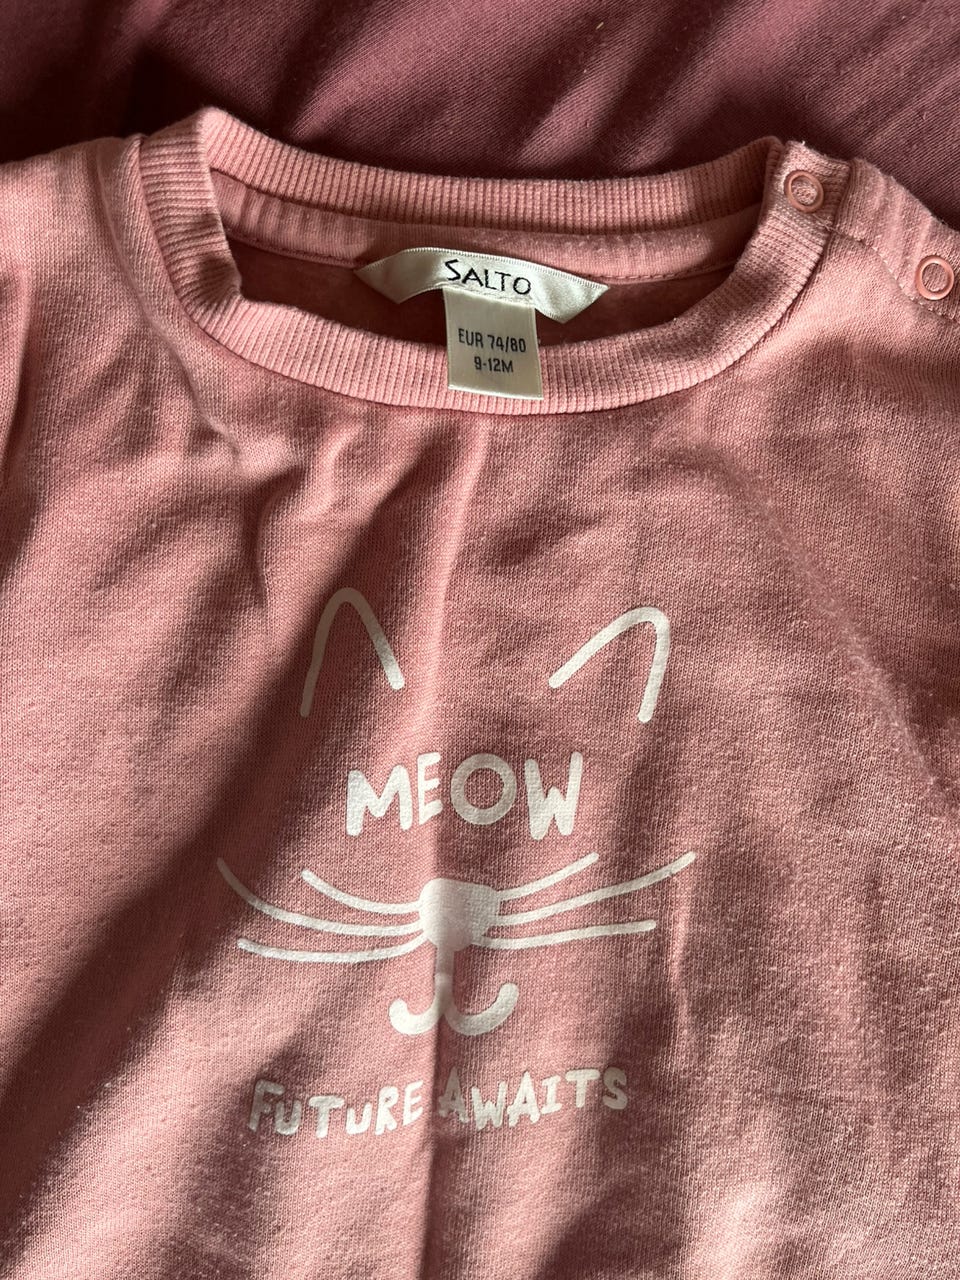 SALTO
EUR 74/80
9-12M
MEOW
FUTURE AWAITS